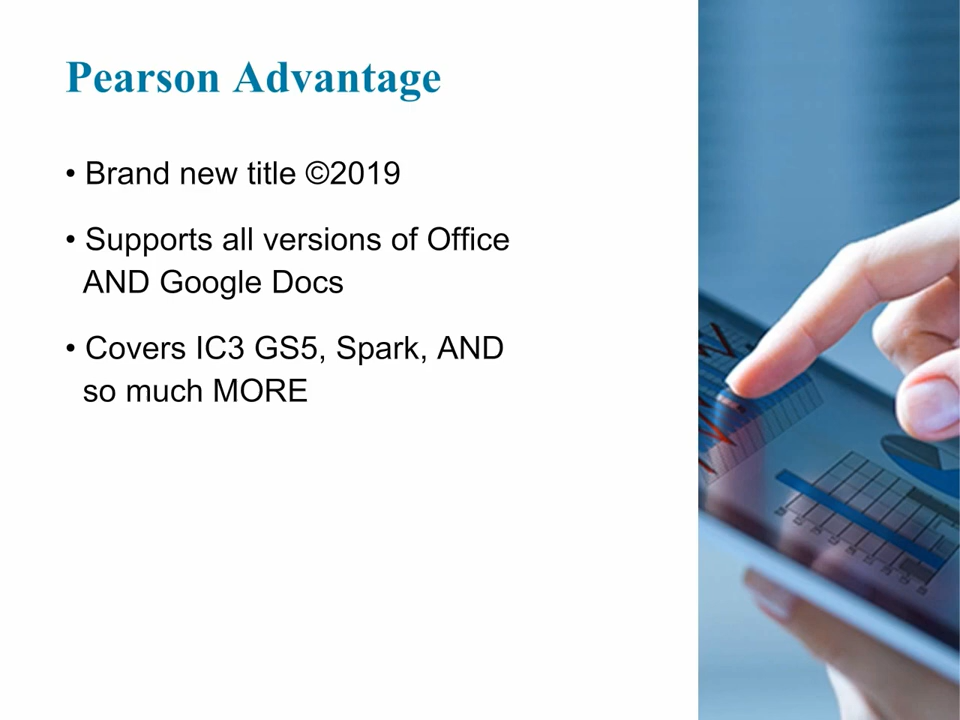 Pearson Advantage
• Brand new title ©2019
• Supports all versions of Office
AND Google Docs
• Covers IC3 GS5, Spark, AND
so much MORE